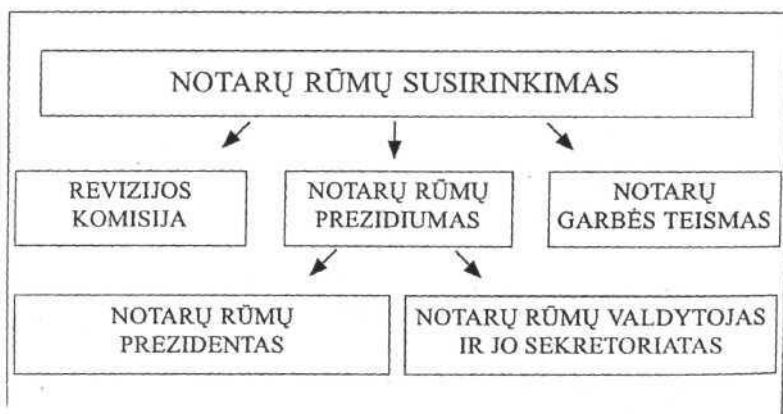 NOTARŲ RŪMŲ SUSIRINKIMAS
REVIZIJOS
KOMISIJA
NOTARŲ RŪMŲ
PREZIDIUMAS
NOTARŲ
GARBĖS TEISMAS
NOTARŲ RŪMŲ
PREZIDENTAS
NOTARŲ RŪMŲ VALDYTOJAS
IR JO SEKRETORIATAS